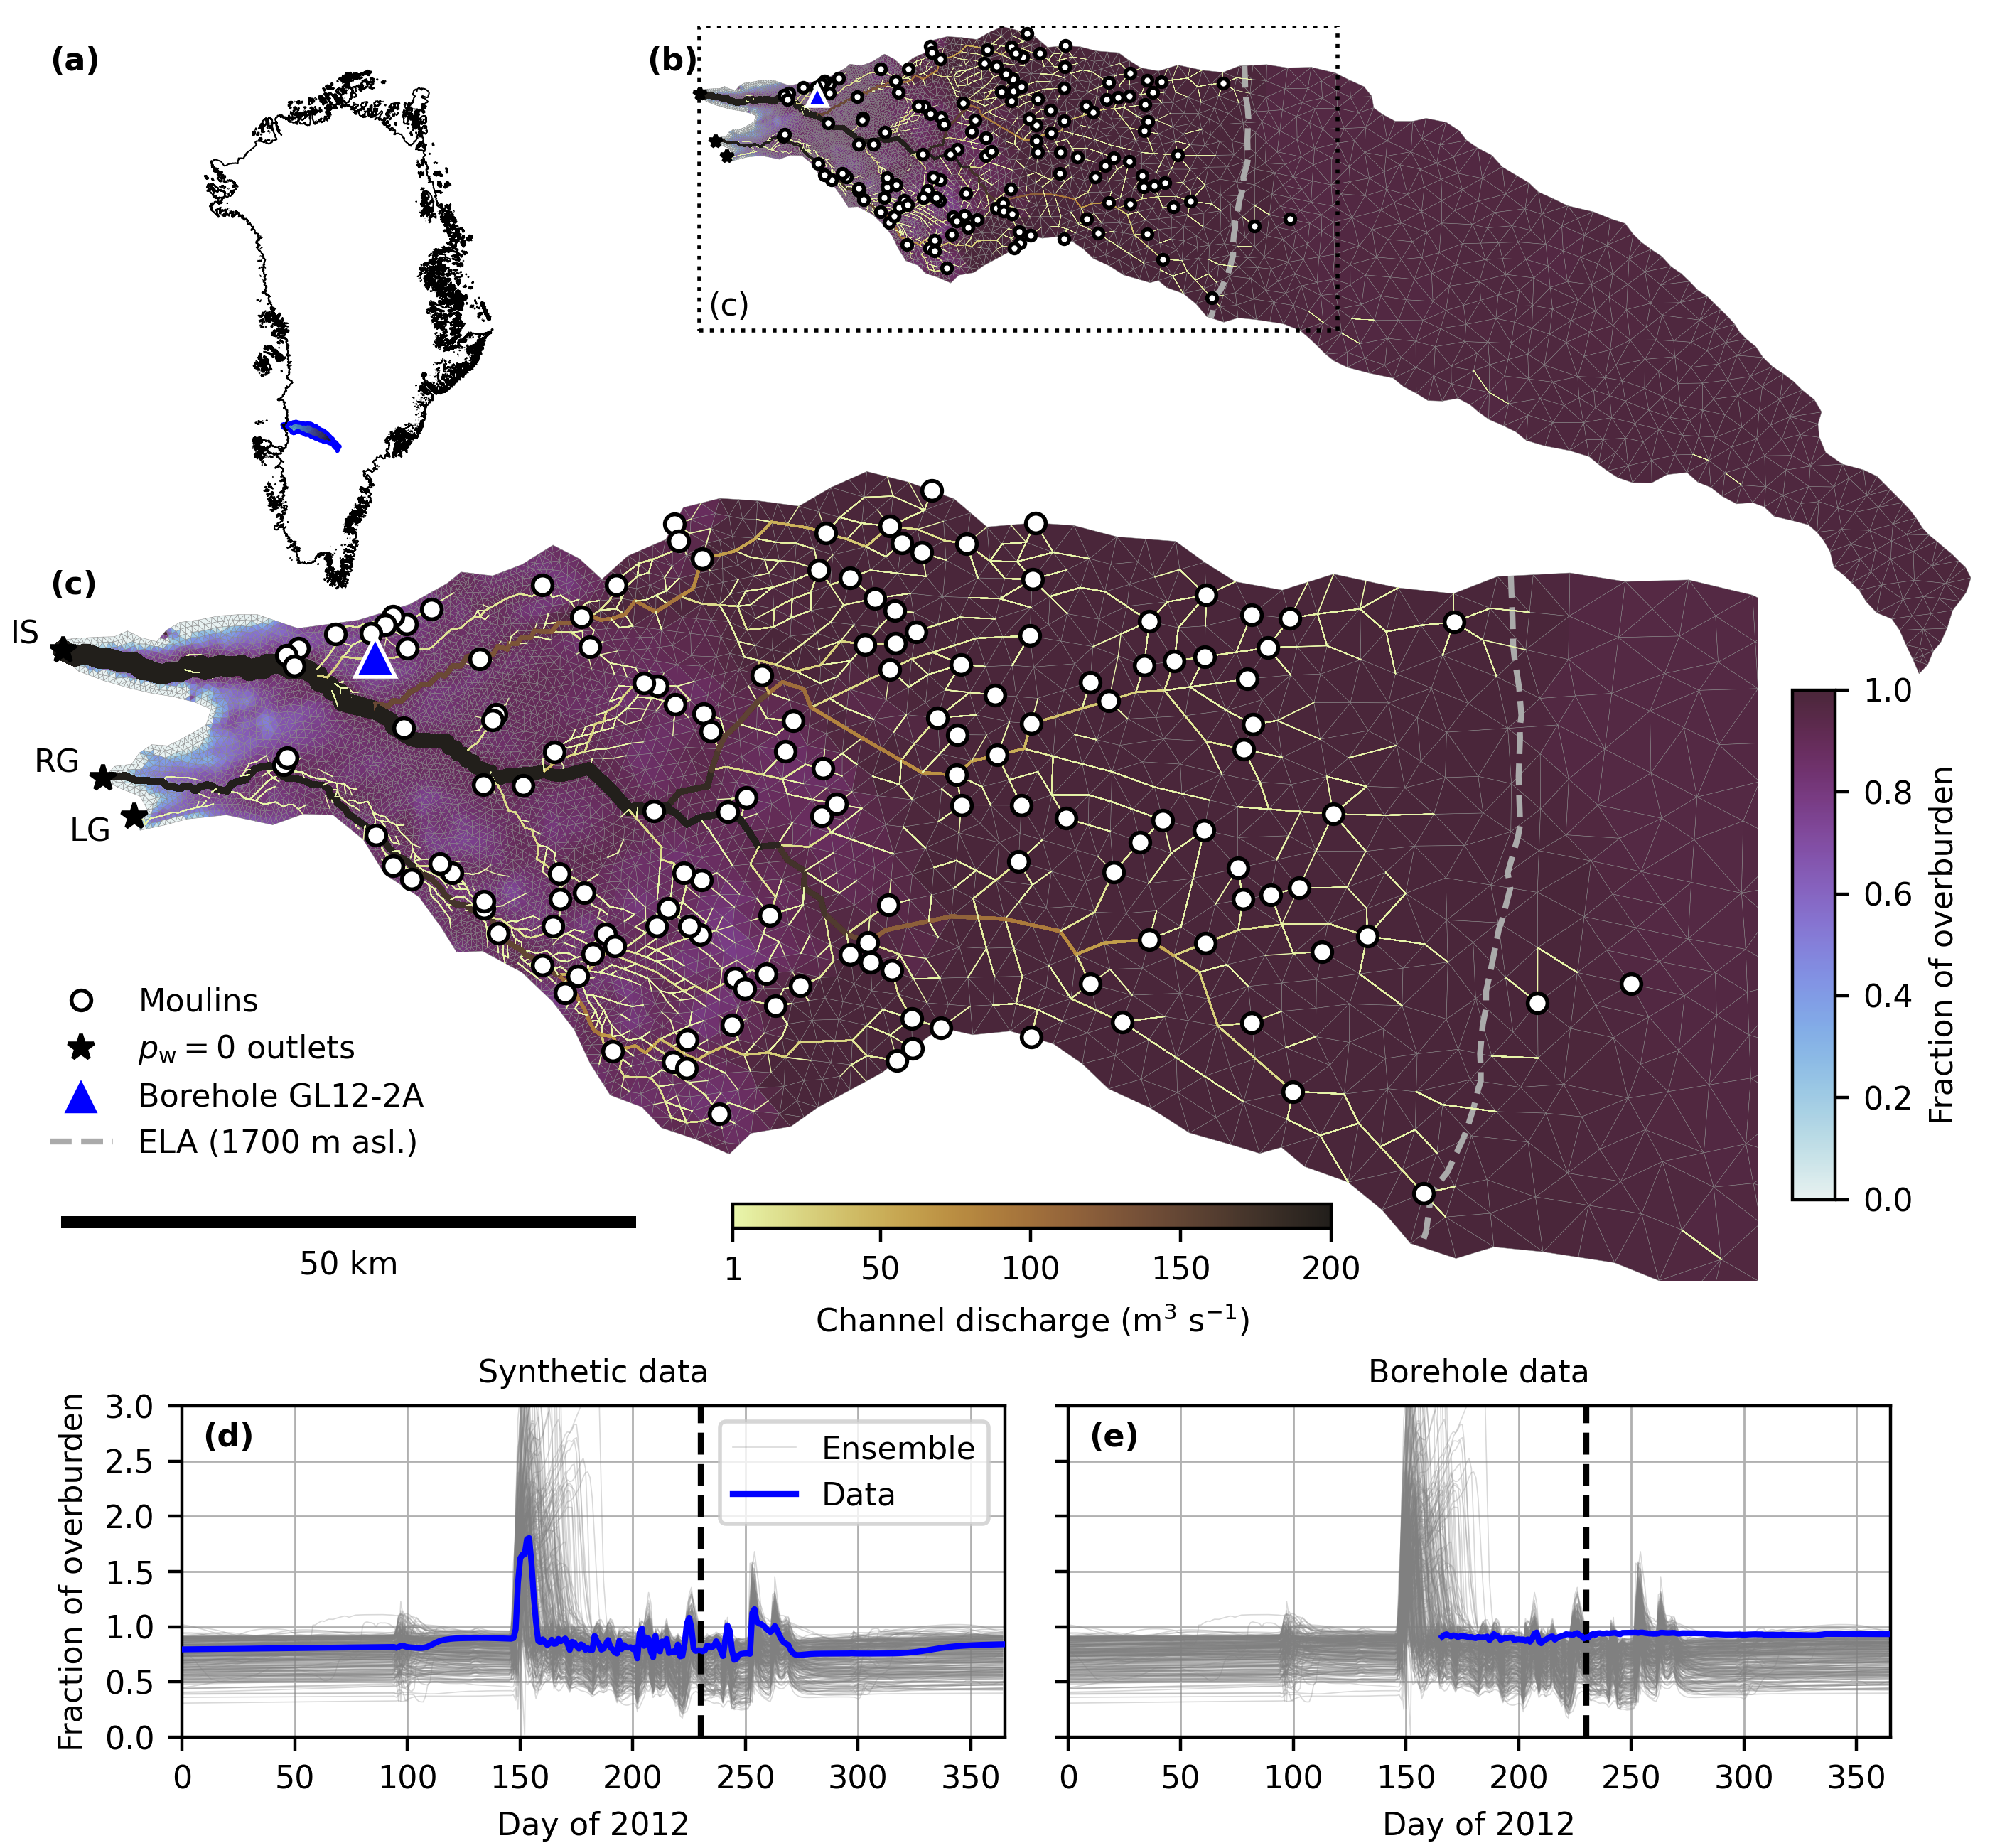 (a)
(b)
(c)
(c)
IS
RG
LG
Moulins
p_w = 0 outlets
Borehole GL12-2A
ELA (1700 m asl.)
50 km
1 50 100 150 200
Channel discharge (m³ s⁻¹)
1.0
0.8
0.6
0.4
0.2
0.0
Fraction of overburden
Synthetic data
(d)
Ensemble
Data
3.0
2.5
2.0
1.5
1.0
0.5
0.0
Fraction of overburden
0 50 100 150 200 250 300 350
Day of 2012
Borehole data
(e)
0 50 100 150 200 250 300 350
Day of 2012